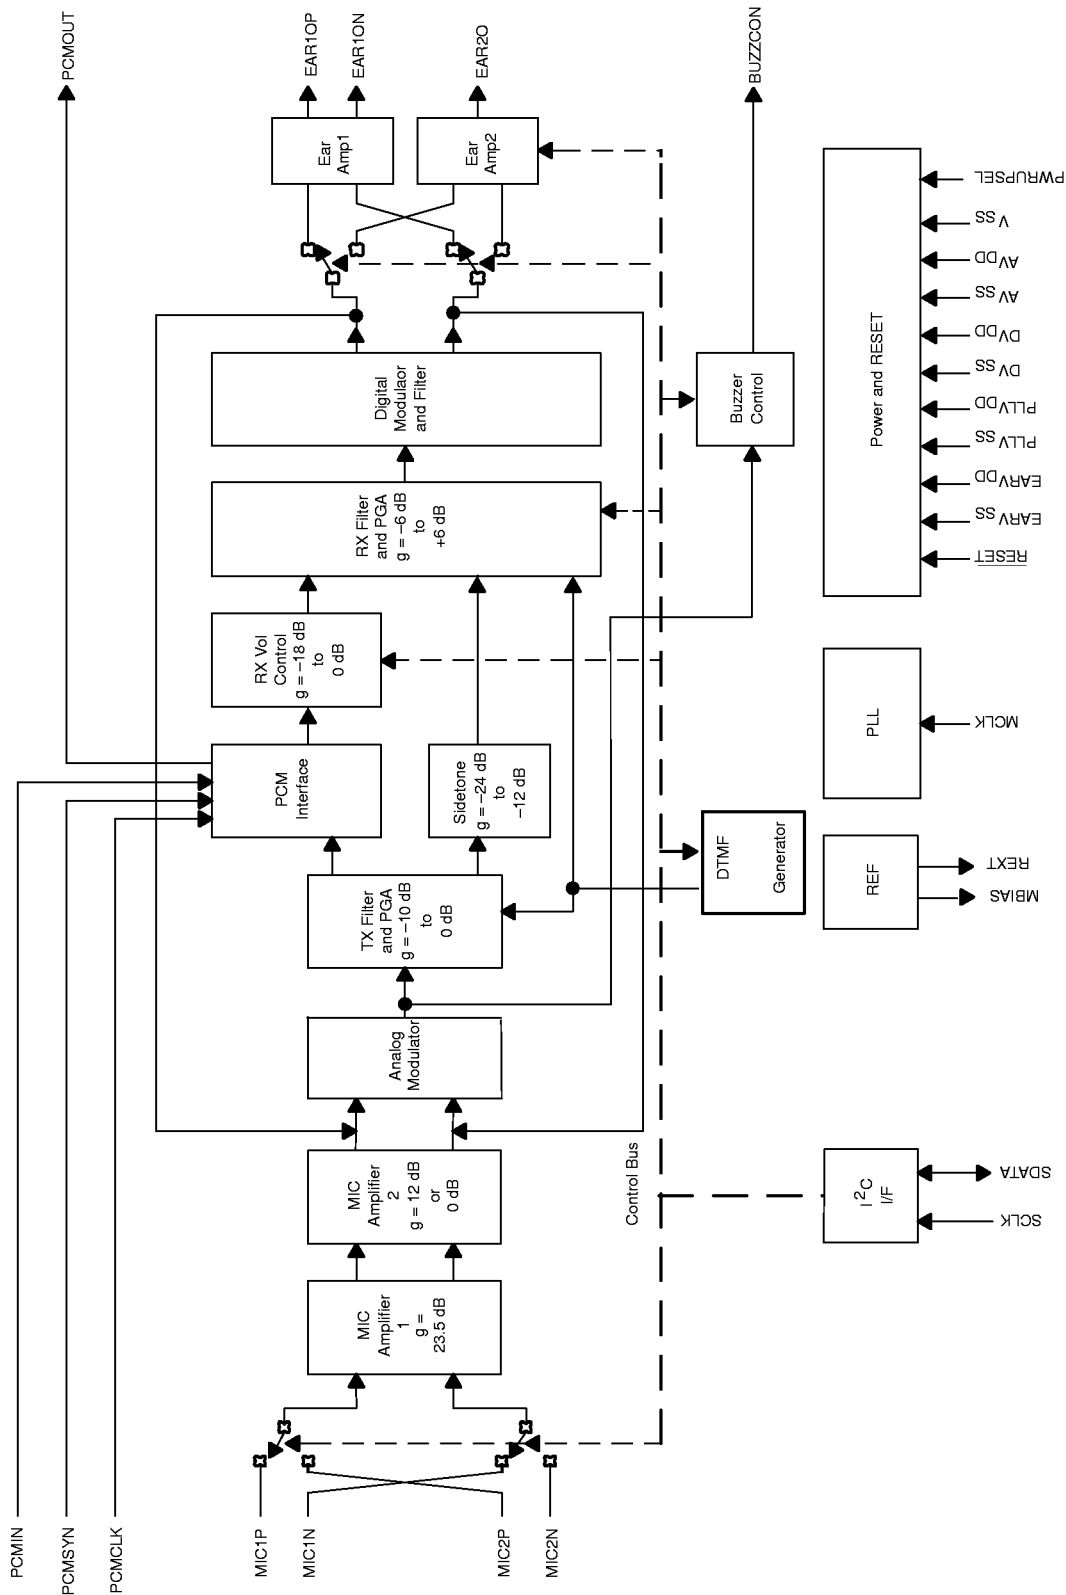 PCMIN
PCMSYN
PCMCLK
PCMOUT
MIC1P
MIC1N
MIC2P
MIC2N
MIC
Amplifier
1
g =
23.5 dB
MIC
Amplifier
2
g = 12 dB
or
0 dB
Analog
Modulator
TX Filter
and PGA
g = −10 dB
to
0 dB
PCM
Interface
Sidetone
g = −24 dB
to
−12 dB
RX Vol
Control
g = −18 dB
to
0 dB
RX Filter
and PGA
g = −6 dB
to
+6 dB
Digital
Modulaor
and Filter
Ear
Amp1
Ear
Amp2
EAR1OP
EAR1ON
EAR2O
Control Bus
DTMF
Generator
Buzzer
Control
BUZZCON
I2C
I/F
SCLK
SDATA
REF
MBIAS
REXT
PLL
MCLK
Power and RESET
RESET
EARVSS
EARVDD
PLLVSS
PLLVDD
DVSS
DVDD
AVSS
AVDD
VSS
PWRUPSEL